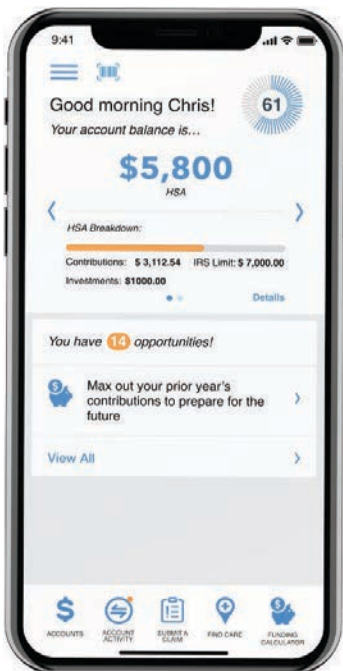 9:41
Good morning Chris!
61
Your account balance is...
$5,800
HSA
HSA Breakdown:
Contributions: $ 3,112.54 IRS Limit: $ 7,000.00
Investments: $1000.00
Details
You have 14 opportunities!
Max out your prior year's
contributions to prepare for the
future
View All
ACCOUNTS
ACCOUNT
ACTIVITY
SUBMIT A
CLAIM
FIND CARE
FUNDING
CALCULATOR